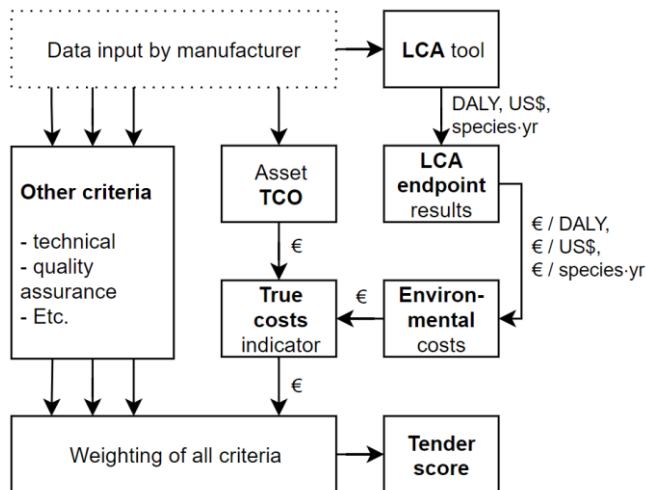 Data input by manufacturer
LCA tool
DALY, US$,
species·yr
Other criteria
- technical
- quality
assurance
- Etc.
Asset
TCO
LCA
endpoint
results
€
€ / DALY,
€ / US$,
€ / species·yr
True
costs
indicator
€
Environ-
mental
costs
€
Weighting of all criteria
Tender
score